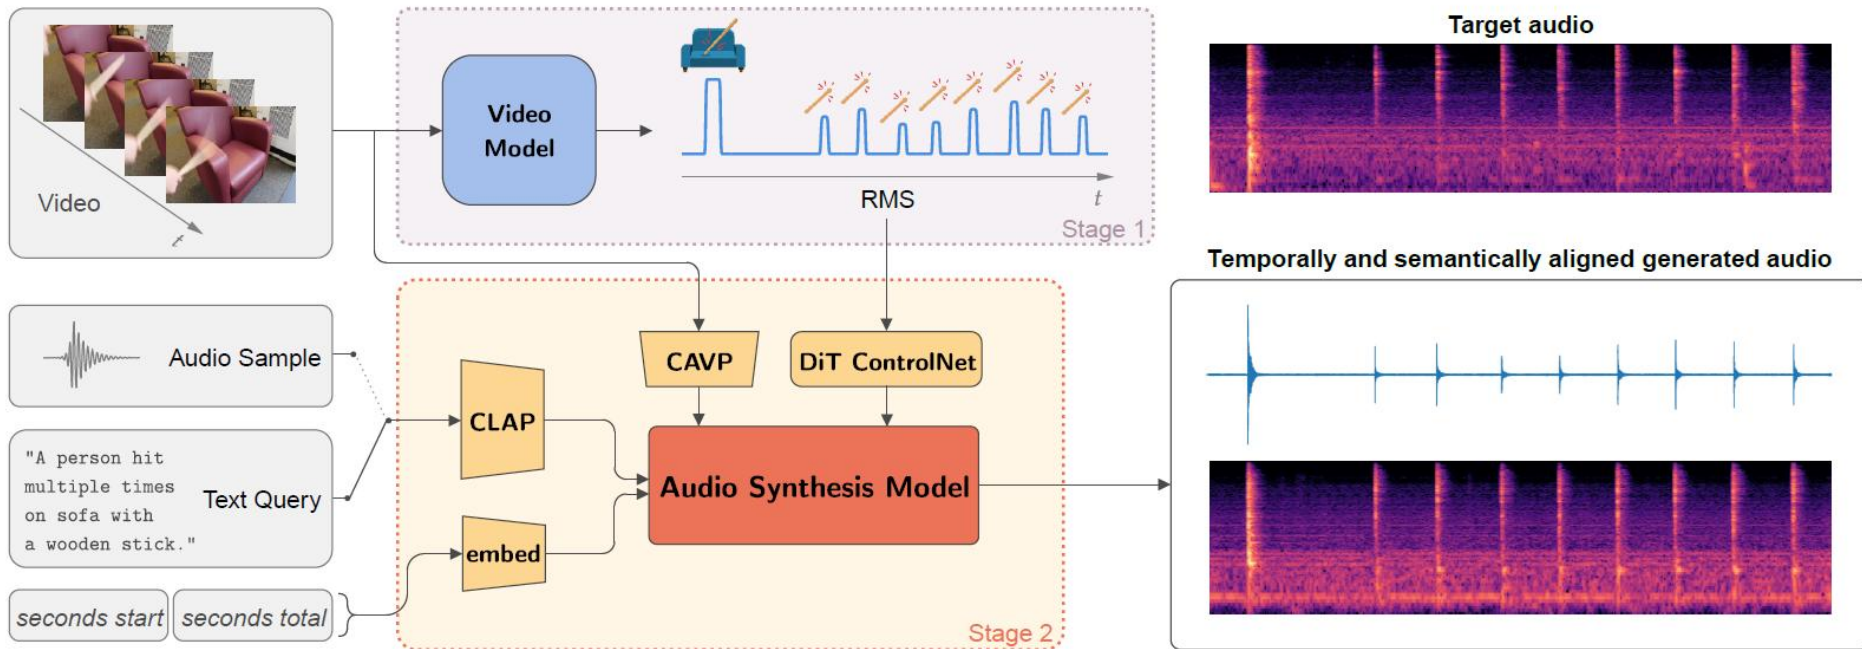 Video
t
Video
Model
RMS
t
Stage 1
Target audio
Temporally and semantically aligned generated audio
Audio Sample
"A person hit
multiple times
on sofa with
a wooden stick."
Text Query
seconds start
seconds total
CLAP
embed
CAVP
DiT ControlNet
Audio Synthesis Model
Stage 2